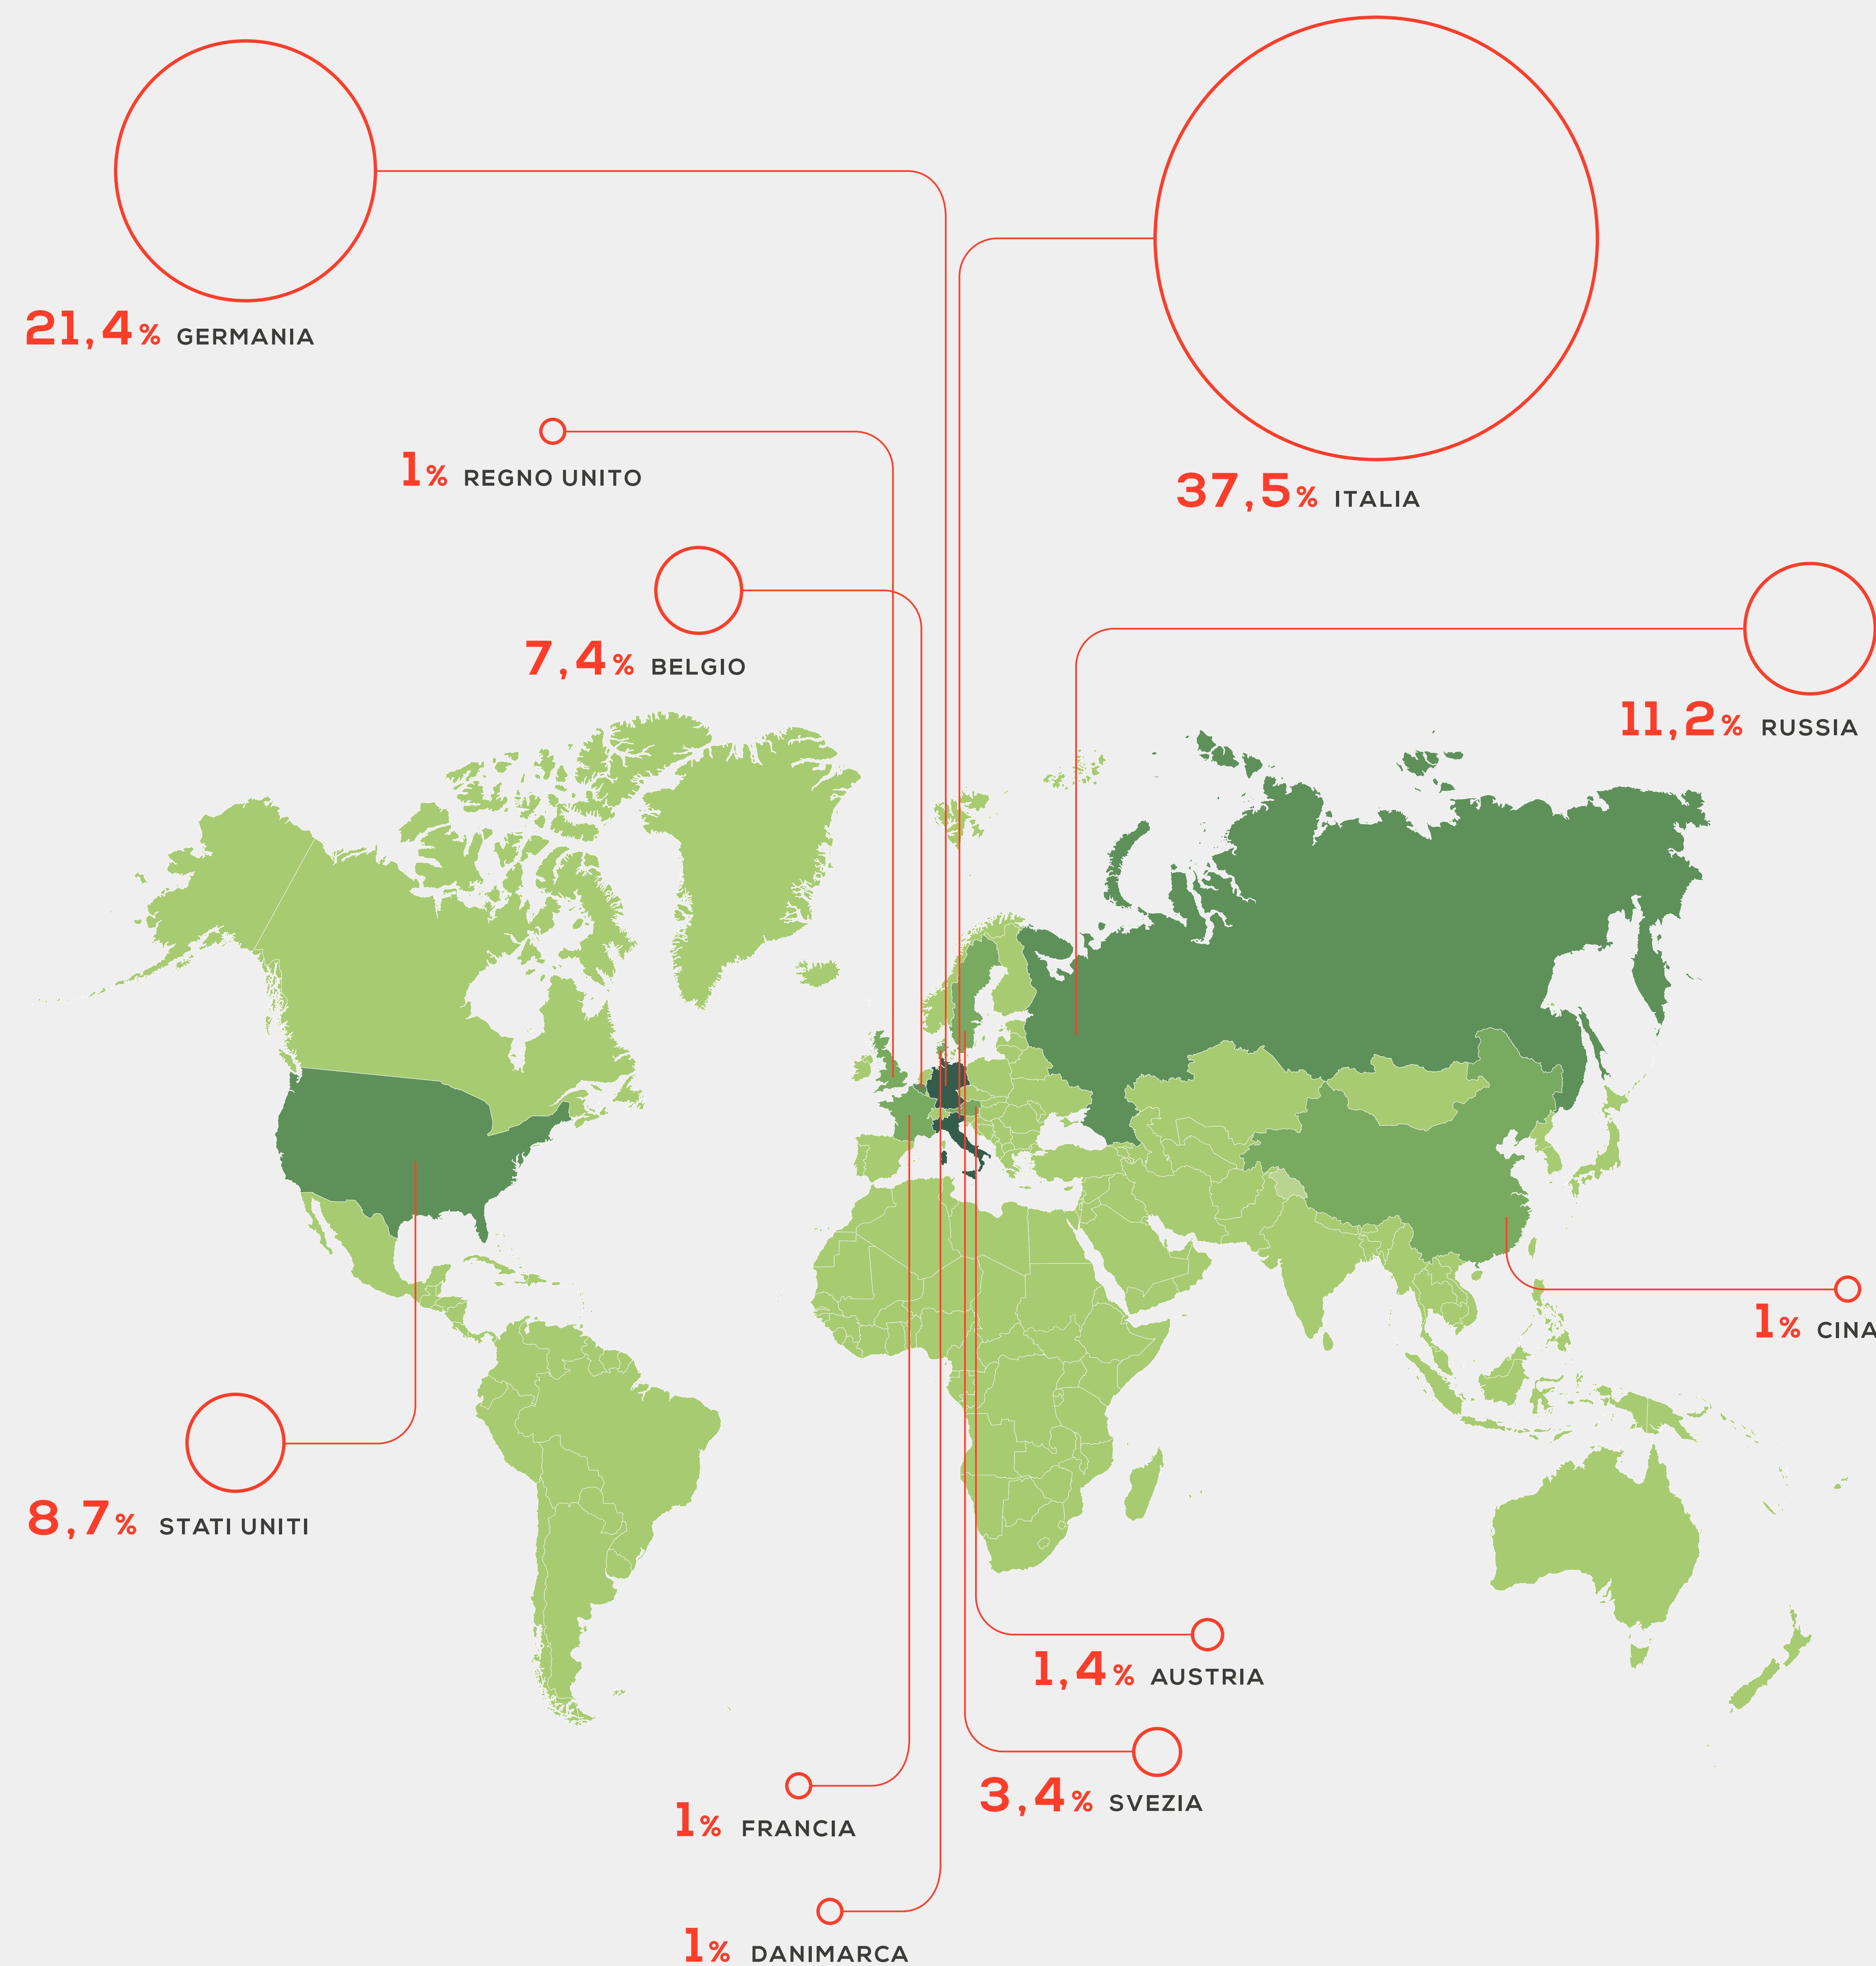 21,4% GERMANIA
37,5% ITALIA
1% REGNO UNITO
7,4% BELGIO
11,2% RUSSIA
1% CINA
8,7% STATI UNITI
1,4% AUSTRIA
3,4% SVEZIA
1% FRANCIA
1% DANIMARCA